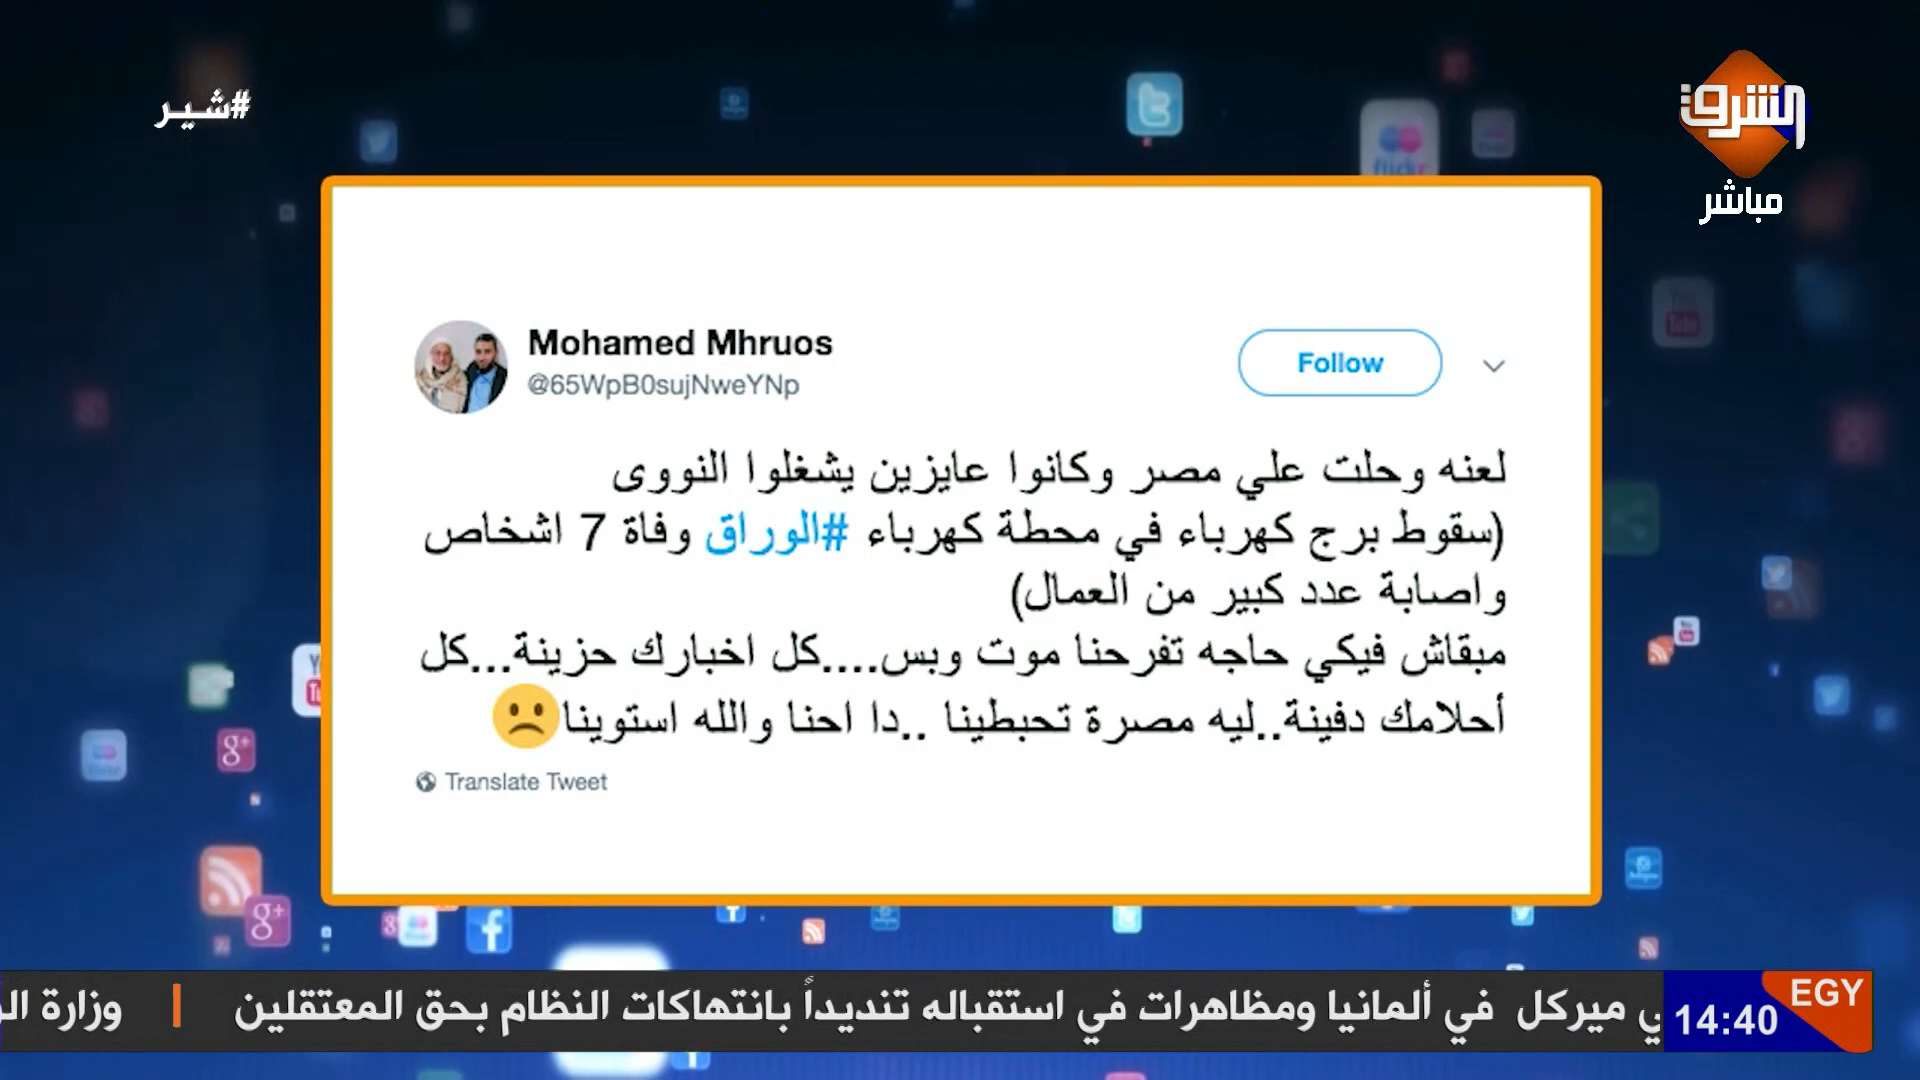 #شير
الشرق
مباشر
Mohamed Mhruos
@65WpB0sujNweYNp
Follow
لعنه وحلت علي مصر وكانوا عايزين يشغلوا النووى
(سقوط برج كهرباء في محطة كهرباء #الوراق وفاة 7 اشخاص
واصابة عدد كبير من العمال)
مبقاش فيكي حاجه تفرحنا موت وبس....كل اخبارك حزينة...كل
أحلامك دفينة..ليه مصرة تحبطينا ..دا احنا والله استوينا
Translate Tweet
ميركل في ألمانيا ومظاهرات في استقباله تنديداً بانتهاكات النظام بحق المعتقلين | وزارة
EGY
14:40